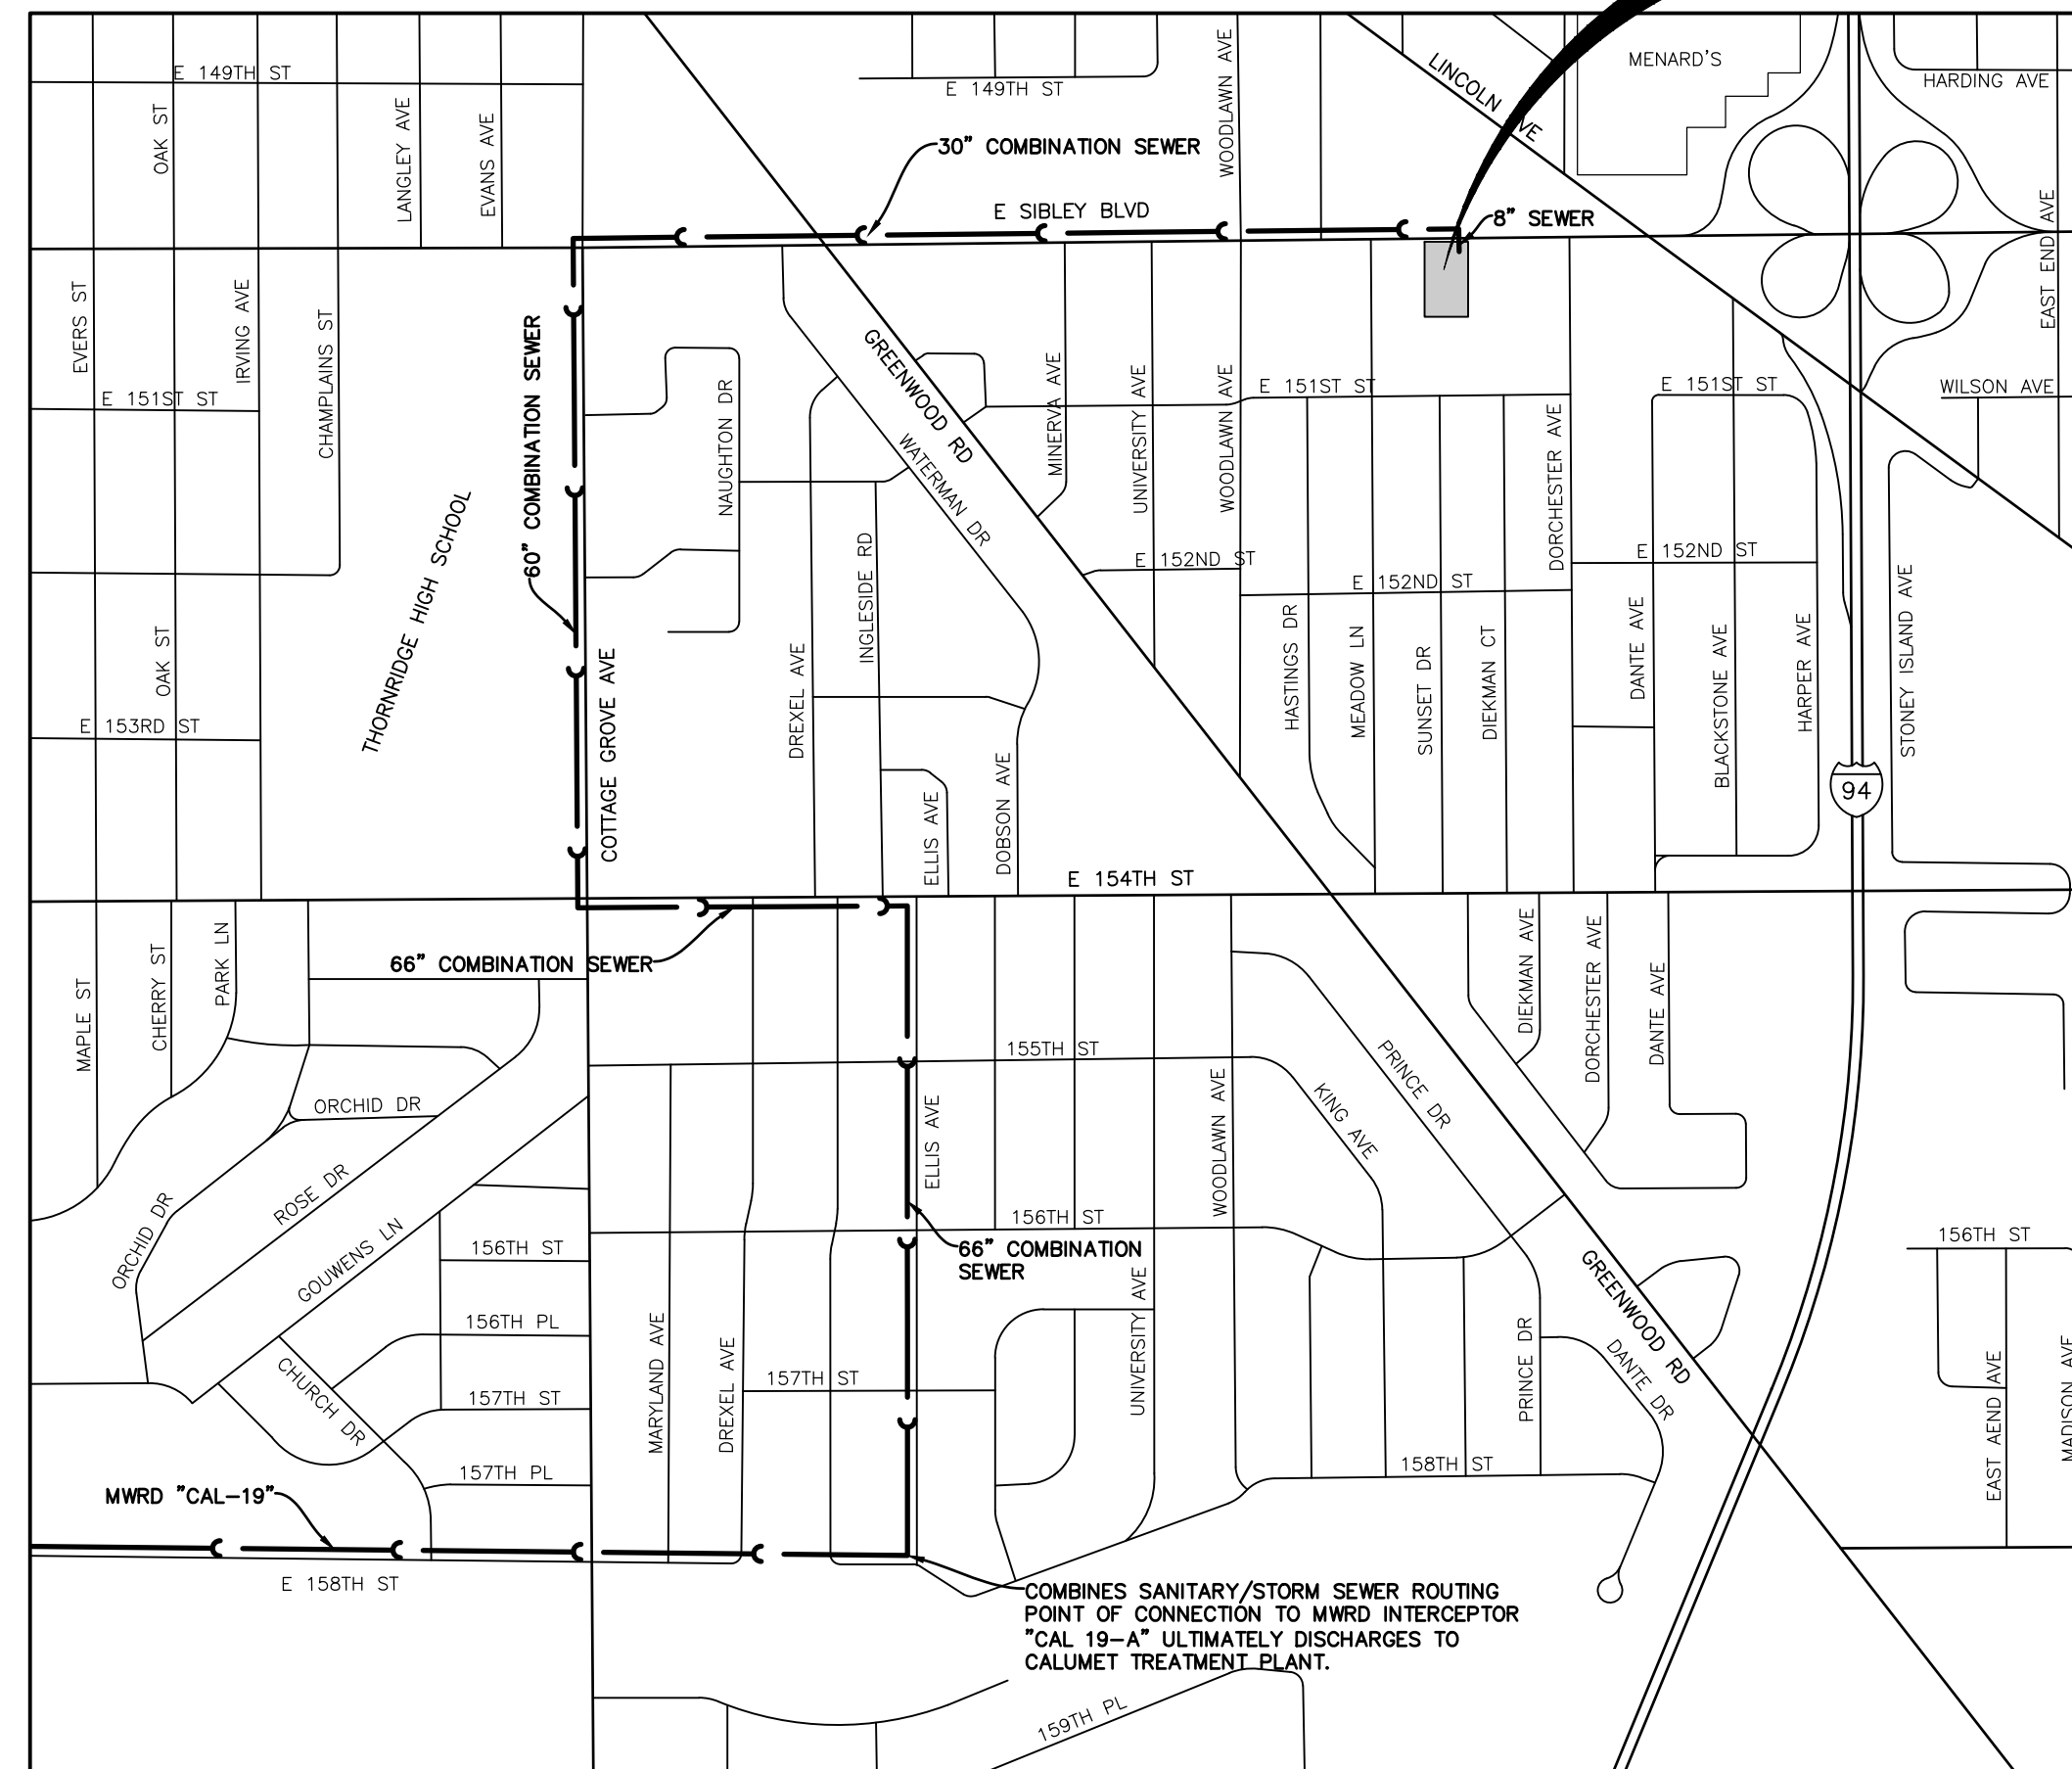 MENARD'S
E 149TH ST
HARDING AVE
E 149TH ST
LINCOLN
VE
OAK ST
LANGLEY AVE
EVANS AVE
WOODLAWN AVE
30" COMBINATION SEWER
E SIBLEY BLVD
8" SEWER
EAST END AVE
EVERS ST
IRVING AVE
CHAMPLAINS ST
60" COMBINATION SEWER
GREENWOOD RD
E 151ST ST
NAUGHTON DR
MINERVA AVE
UNIVERSITY AVE
WOODLAWN AVE
E 151ST ST
E 151ST ST
WILSON AVE
WATERMAN DR
DORCHESTER AVE
THORNRIDGE HIGH SCHOOL
INGLESIDE RD
E 152ND ST
E 152ND ST
E 152ND ST
OAK ST
COTTAGE GROVE AVE
DREXEL AVE
HASTINGS DR
MEADOW LN
SUNSET DR
DIEKMAN CT
DANTE AVE
BLACKSTONE AVE
HARPER AVE
STONEY ISLAND AVE
E 153RD ST
94
ELLIS AVE
DOBSON AVE
E 154TH ST
MAPLE ST
CHERRY ST
PARK LN
66" COMBINATION SEWER
DIEKMAN AVE
DORCHESTER AVE
DANTE AVE
155TH ST
PRINCE DR
KING AVE
ORCHID DR
ELLIS AVE
WOODLAWN AVE
ROSE DR
ORCHID DR
GOUWENS LN
156TH ST
156TH ST
156TH ST
66" COMBINATION
SEWER
GREENWOOD RD
UNIVERSITY AVE
156TH PL
MARYLAND AVE
DREXEL AVE
PRINCE DR
DANTE DR
EAST AEND AVE
MADISON AVE
CHURCH DR
157TH ST
157TH ST
157TH PL
158TH ST
MWRD "CAL-19"
E 158TH ST
COMBINES SANITARY/STORM SEWER ROUTING
POINT OF CONNECTION TO MWRD INTERCEPTOR
"CAL 19-A" ULTIMATELY DISCHARGES TO
CALUMET TREATMENT PLANT.
159TH PL